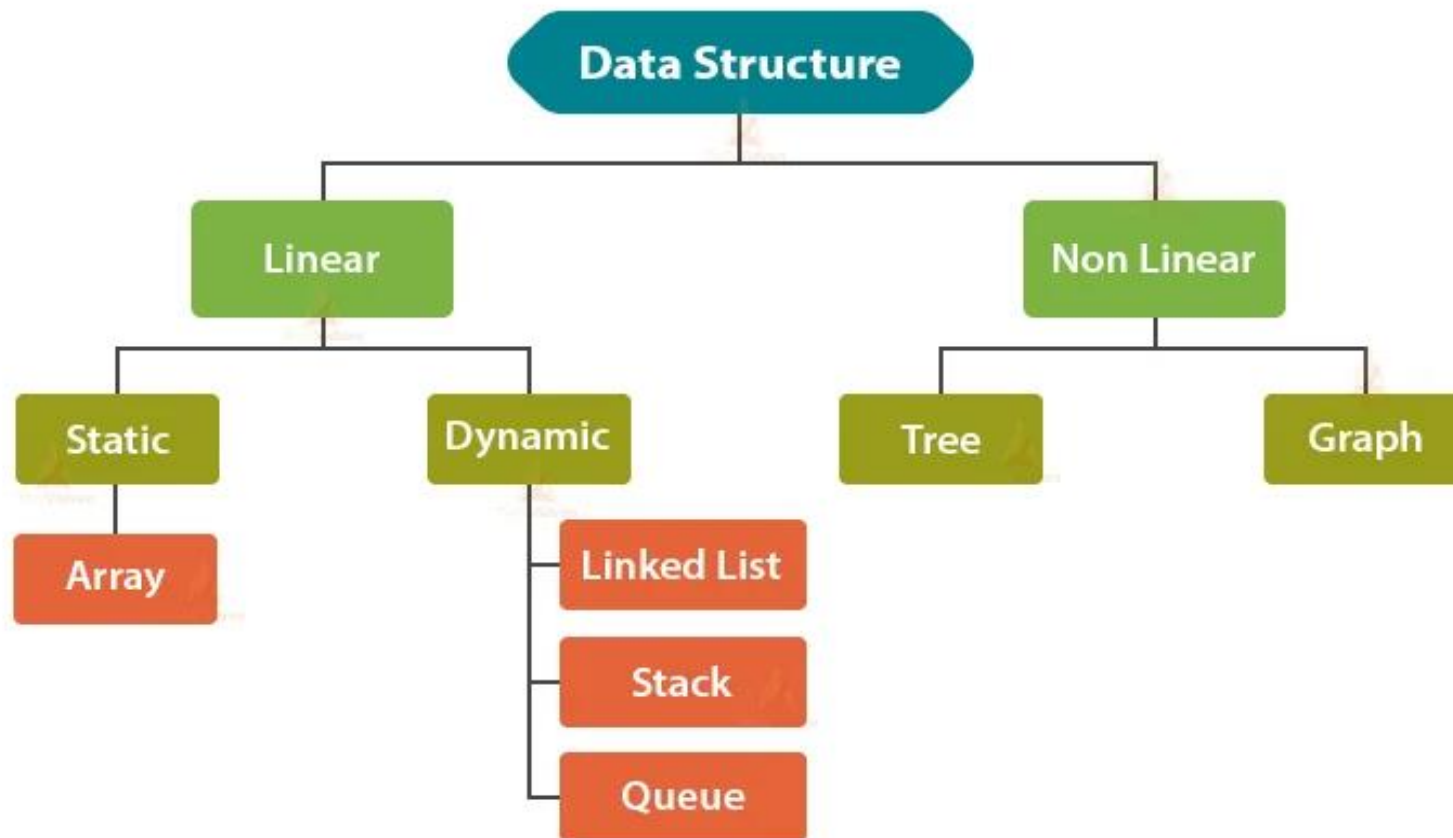 Data Structure
Linear
Non Linear
Static
Dynamic
Tree
Graph
Array
Linked List
Stack
Queue